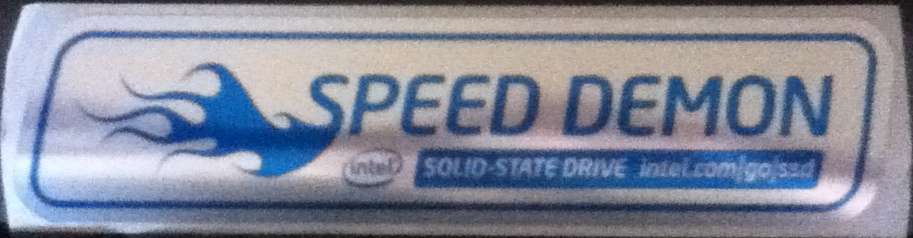 SPEED DEMON
intel SOLID-STATE DRIVE intel.com/go/ssd